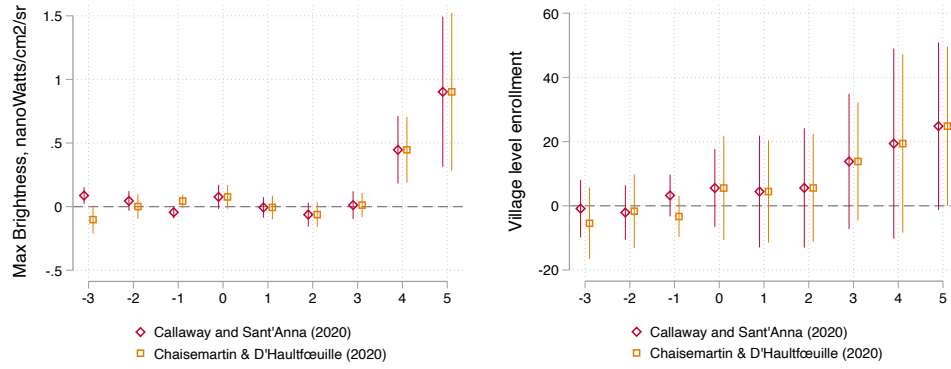 Max Brightness, nanoWatts/cm2/sr
1.5
1
.5
0
-.5
-3 -2 -1 0 1 2 3 4 5
Callaway and Sant'Anna (2020)
Chaisemartin & D'Haultfœuille (2020)
Village level enrollment
60
40
20
0
-20
-3 -2 -1 0 1 2 3 4 5
Callaway and Sant'Anna (2020)
Chaisemartin & D'Haultfœuille (2020)